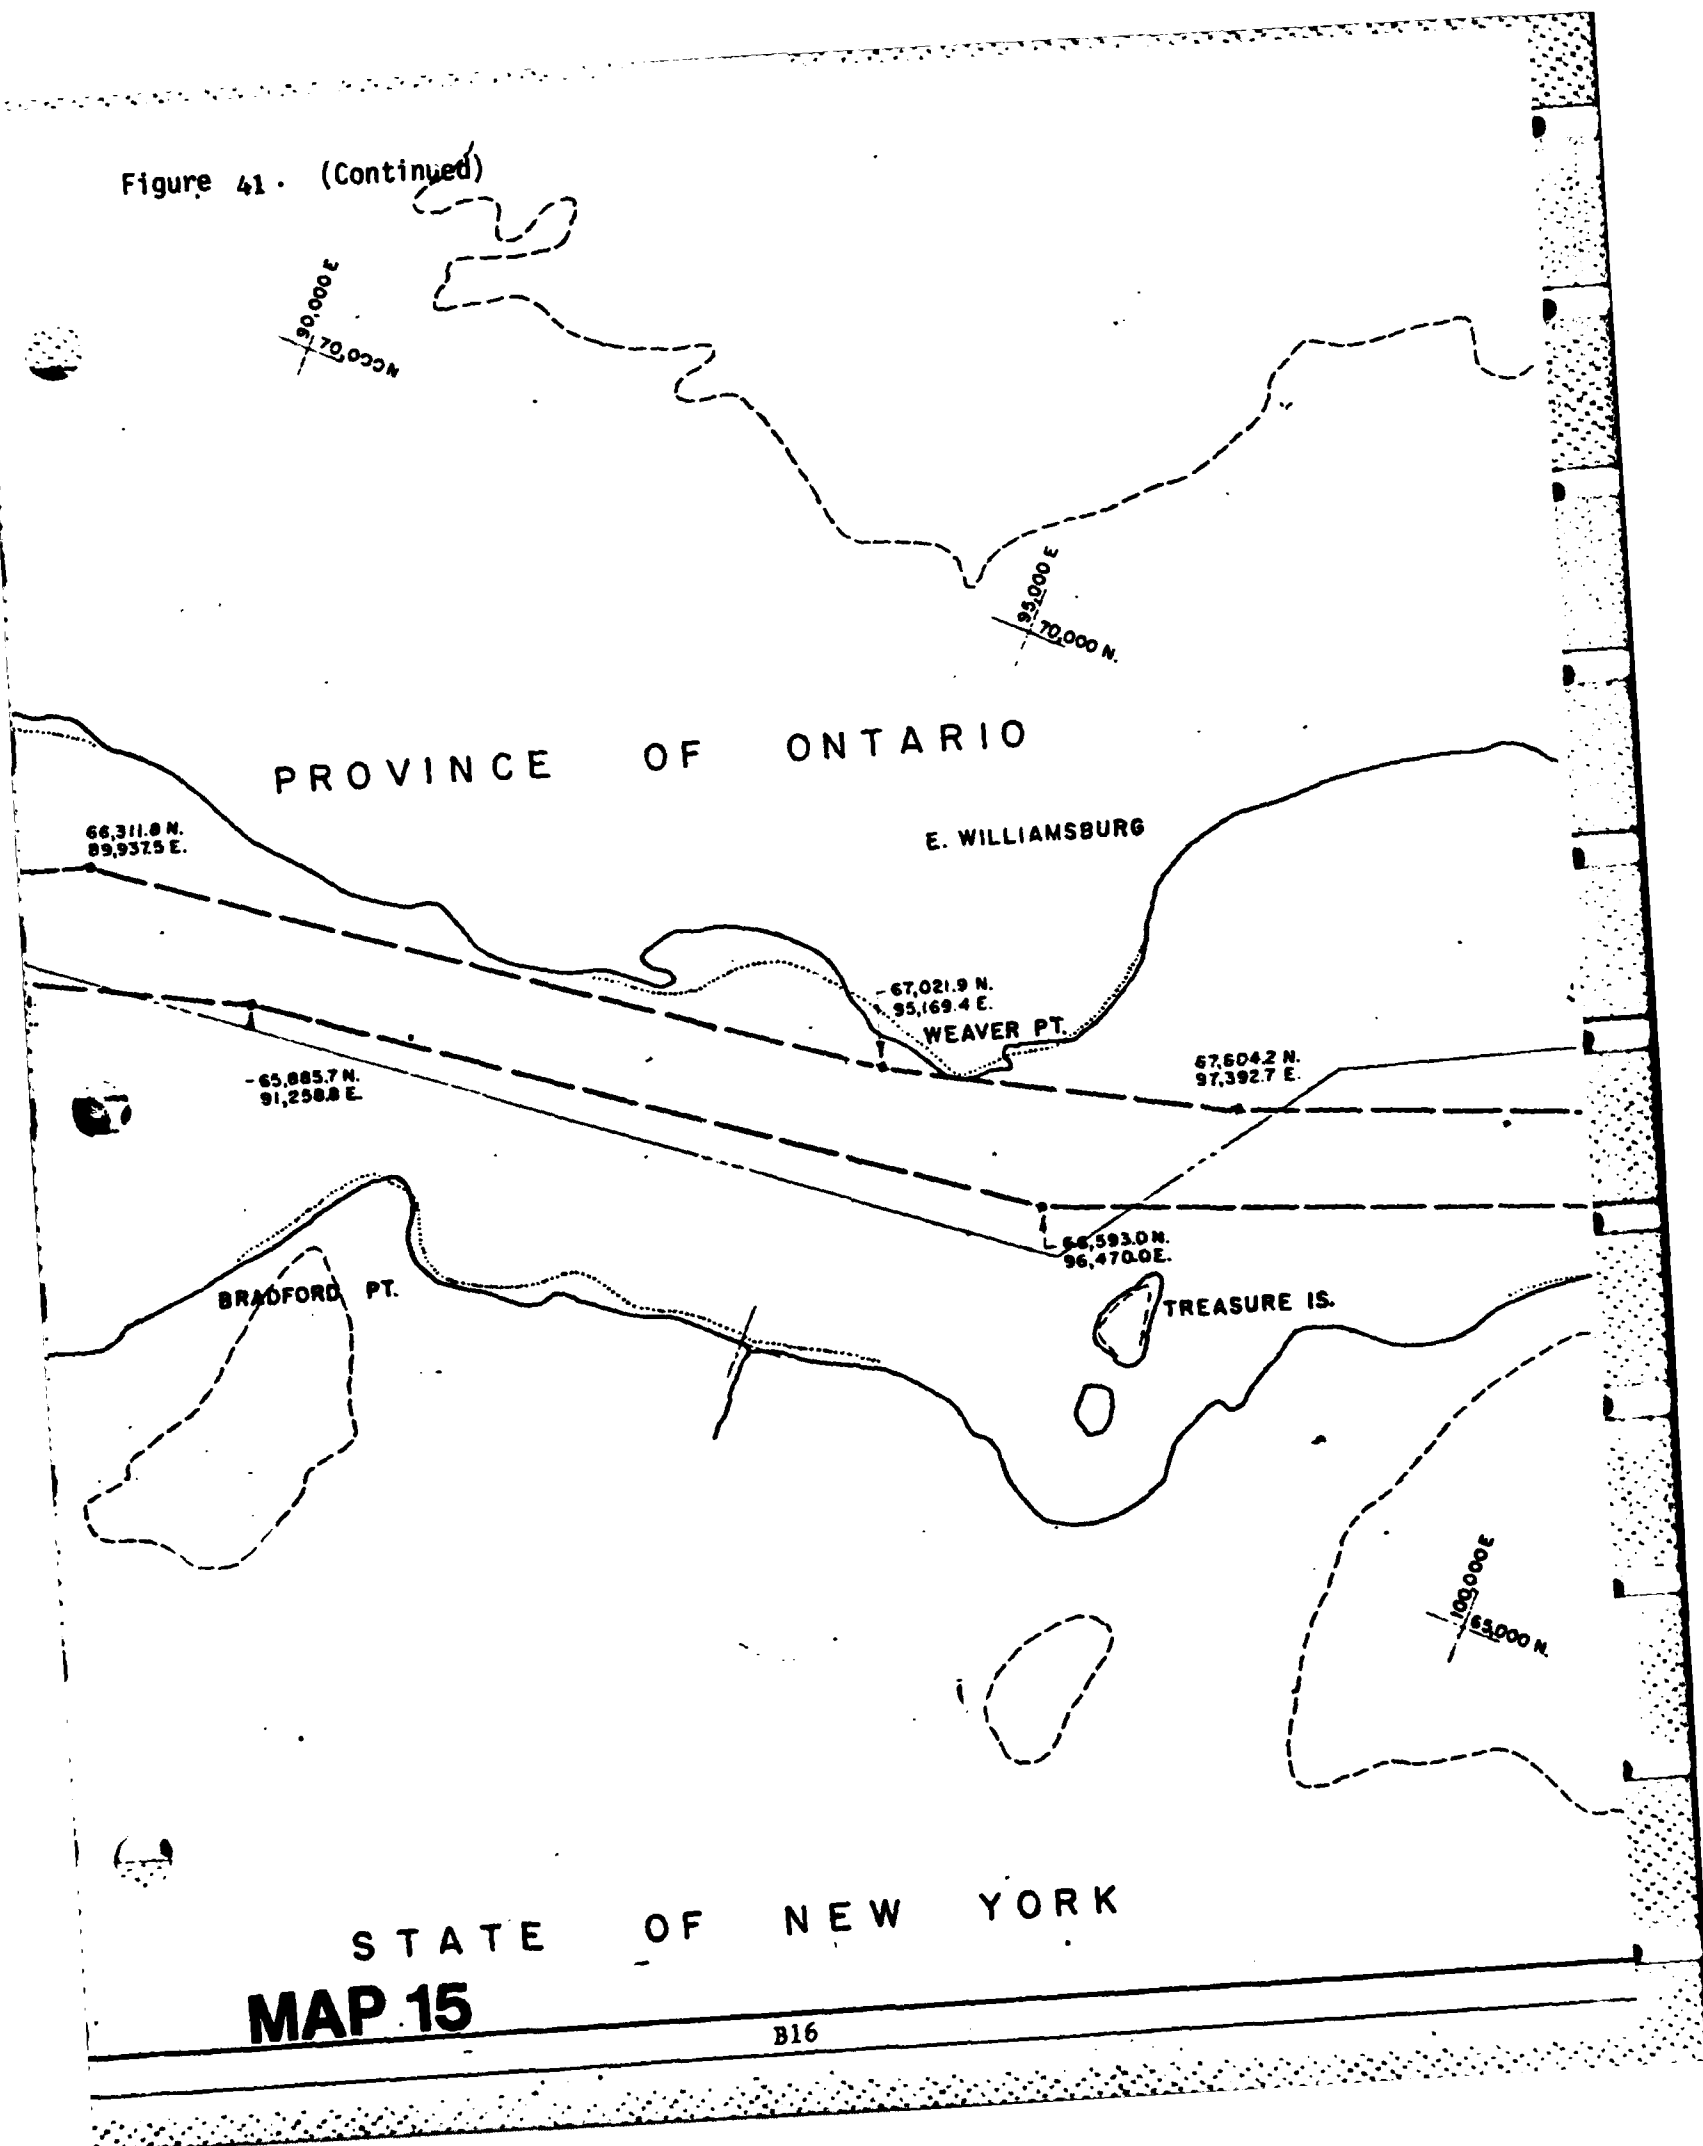 Figure 41. (Continued)
90,000 E
70,000 N
95,000 E
70,000 N.
PROVINCE OF ONTARIO
E. WILLIAMSBURG
66,311.8 N.
89,937.5 E.
67,021.9 N.
95,169.4 E.
WEAVER PT.
67,604.2 N.
97,392.7 E.
65,885.7 N.
91,258.8 E.
66,593.0 N.
96,470.0 E.
BRADFORD PT.
TREASURE IS.
100,000 E
65,000 N.
STATE OF NEW YORK
MAP 15
B16